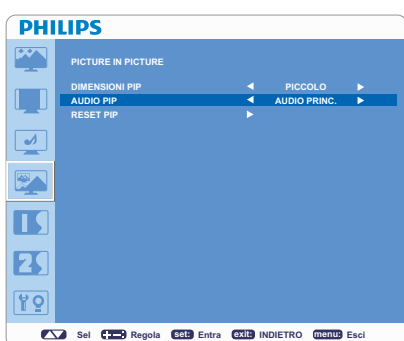 PHILIPS
PICTURE IN PICTURE
DIMENSIONI PIP PICCOLO
AUDIO PIP AUDIO PRINC.
RESET PIP
Sel Regola set: Entra exit: INDIETRO menu: Esci